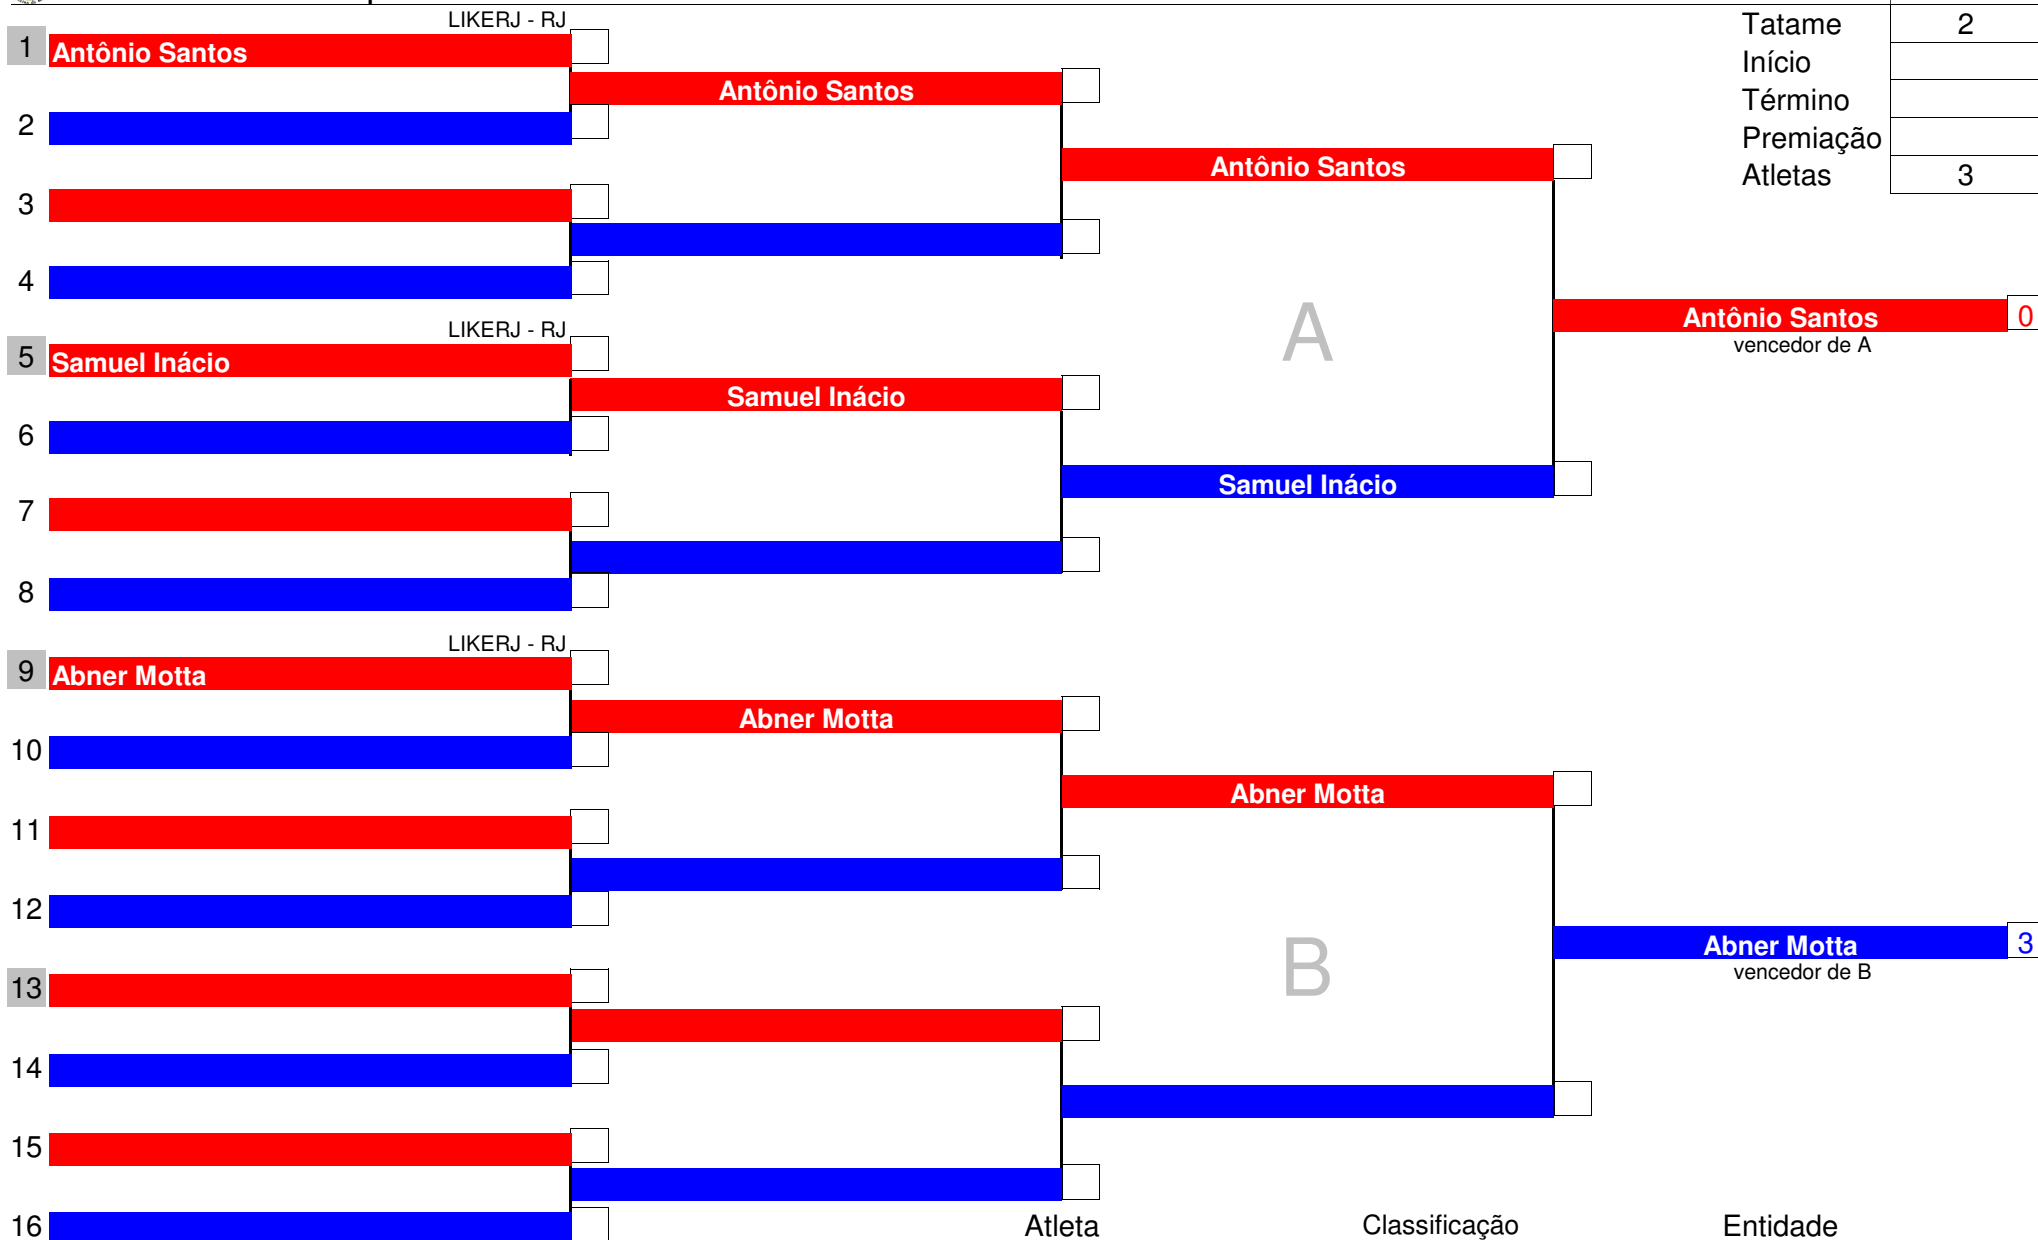 LIKERJ - RJ
Tatame 2
1 Antônio Santos
Início
Antônio Santos
Término
2
Premiação
Antônio Santos
Atletas 3
3
4
A
Antônio Santos 0
LIKERJ - RJ
vencedor de A
5 Samuel Inácio
Samuel Inácio
6
Samuel Inácio
7
8
LIKERJ - RJ
9 Abner Motta
Abner Motta
10
Abner Motta
11
12
B
Abner Motta 3
vencedor de B
13
14
15
16
Atleta Classificação Entidade